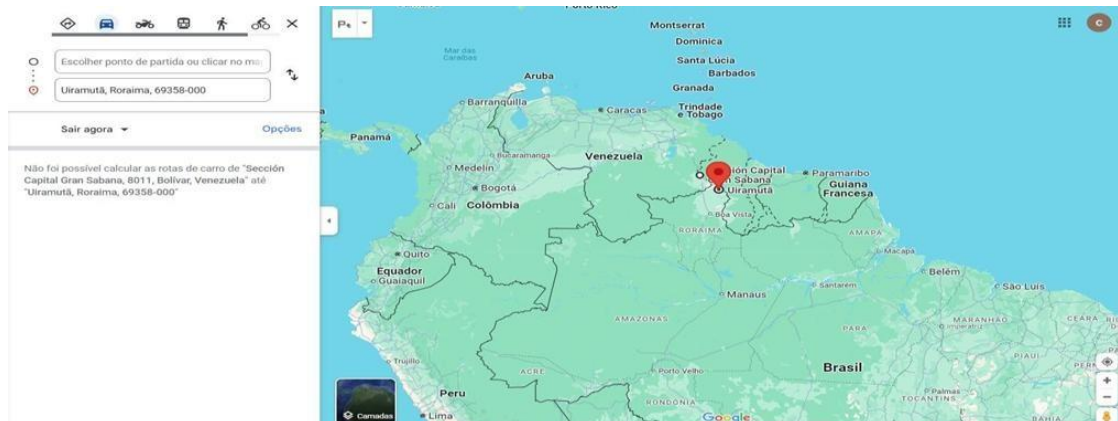 Escolher ponto de partida ou clicar no ma
Uiramutã, Roraima, 69358-000
Sair agora
Opções
Não foi possível calcular as rotas de carro de "Sección
Capital Gran Sabana, 8011, Bolívar, Venezuela" até
"Uiramutã, Roraima, 69358-000"
Porto Rico
Montserrat
Dominica
Mar das
Caraíbas
Santa Lúcia
Barbados
Aruba
Granada
Barranquilla
Caracas
Trindade
e Tobago
Panamá
Bucaramanga
Venezuela
Medelín
Capital
Paramaribo
Bogotá
Uiramutã
Guiana
Francesa
Cali
Colômbia
Boa Vista
RORAIMA
AMAPÁ
Quito
Macapá
Equador
Belém
Guaiaquil
Santarém
São Luís
Manaus
AMAZONAS
PARÁ
MARANHÃO
CEARÁ
Imperatriz
Trujillo
PIAUÍ
ACRE
Porto Velho
Brasil
Palmas
Peru
RONDÔNIA
TOCANTINS
Camadas
Lima
Google
BAHIA
C